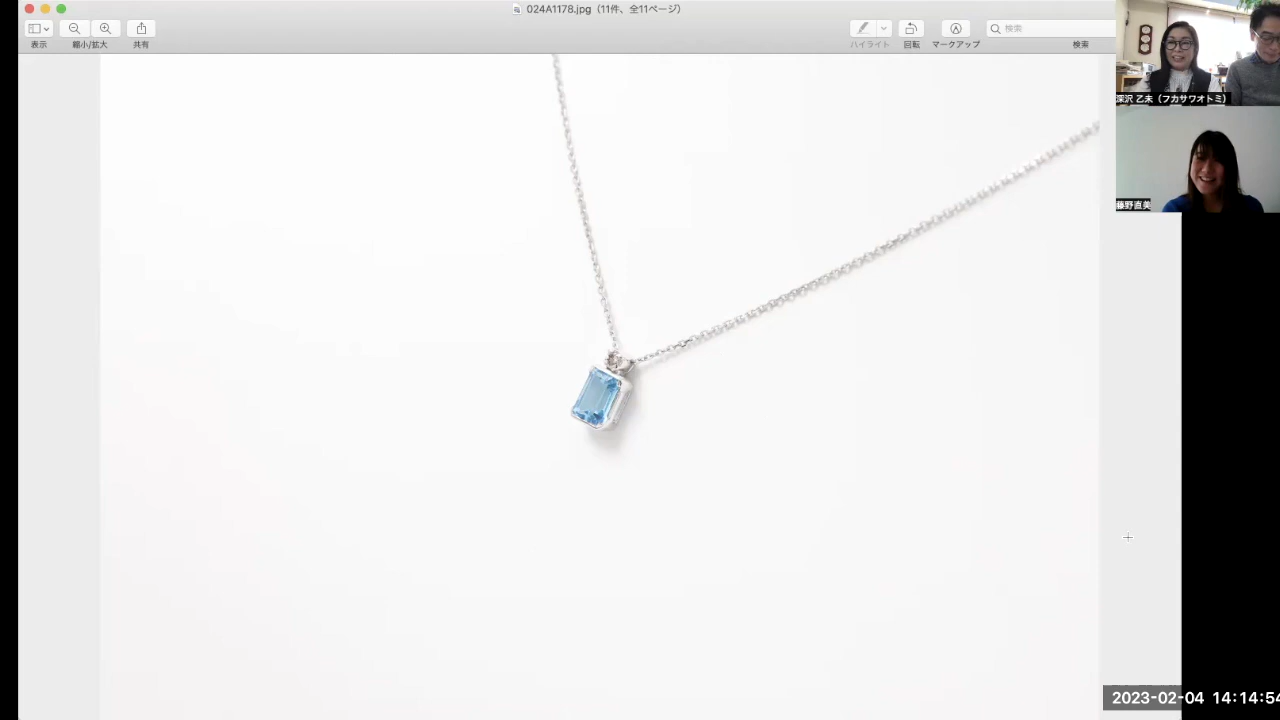 024A1178.jpg（11件、全11ページ）
表示
縮小/拡大
共有
ハイライト
回転
マークアップ
検索
検索
深沢 乙未（フカサワオトミ）
藤野直美
2023-02-04 14:14:54